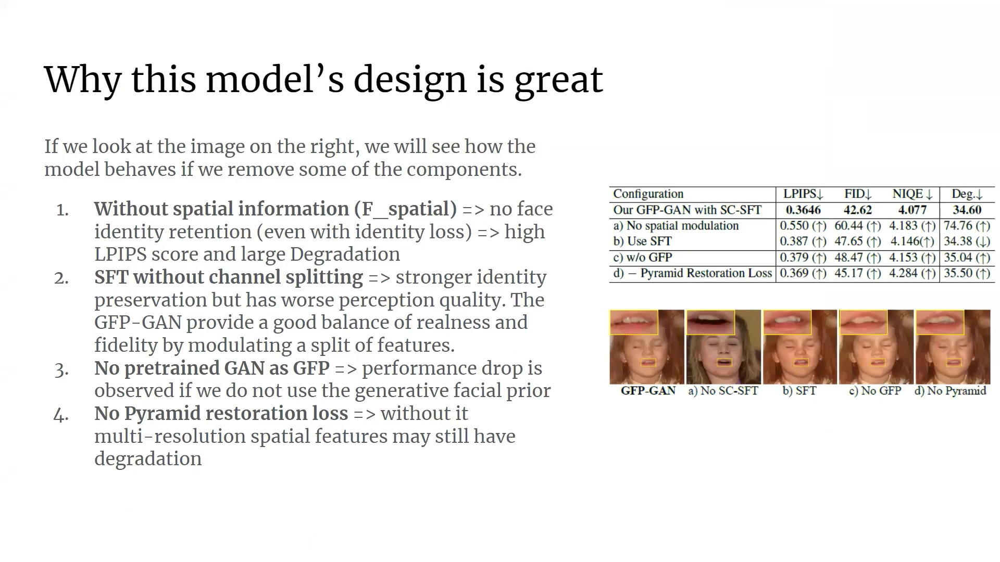 Why this model’s design is great
If we look at the image on the right, we will see how the
model behaves if we remove some of the components.
1. Without spatial information (F_spatial) => no face
identity retention (even with identity loss) => high
LPIPS score and large Degradation
2. SFT without channel splitting => stronger identity
preservation but has worse perception quality. The
GFP-GAN provide a good balance of realness and
fidelity by modulating a split of features.
3. No pretrained GAN as GFP => performance drop is
observed if we do not use the generative facial prior
4. No Pyramid restoration loss => without it
multi-resolution spatial features may still have
degradation
Configuration LPIPS↓ FID↓ NIQE ↓ Deg.↓
Our GFP-GAN with SC-SFT 0.3646 42.62 4.077 34.60
a) No spatial modulation 0.550 (↑) 60.44 (↑) 4.183 (↑) 74.76 (↑)
b) Use SFT 0.387 (↑) 47.65 (↑) 4.146(↑) 34.38 (↓)
c) w/o GFP 0.379 (↑) 48.47 (↑) 4.153 (↑) 35.04 (↑)
d) − Pyramid Restoration Loss 0.369 (↑) 45.17 (↑) 4.284 (↑) 35.50 (↑)
GFP-GAN a) No SC-SFT b) SFT c) No GFP d) No Pyramid